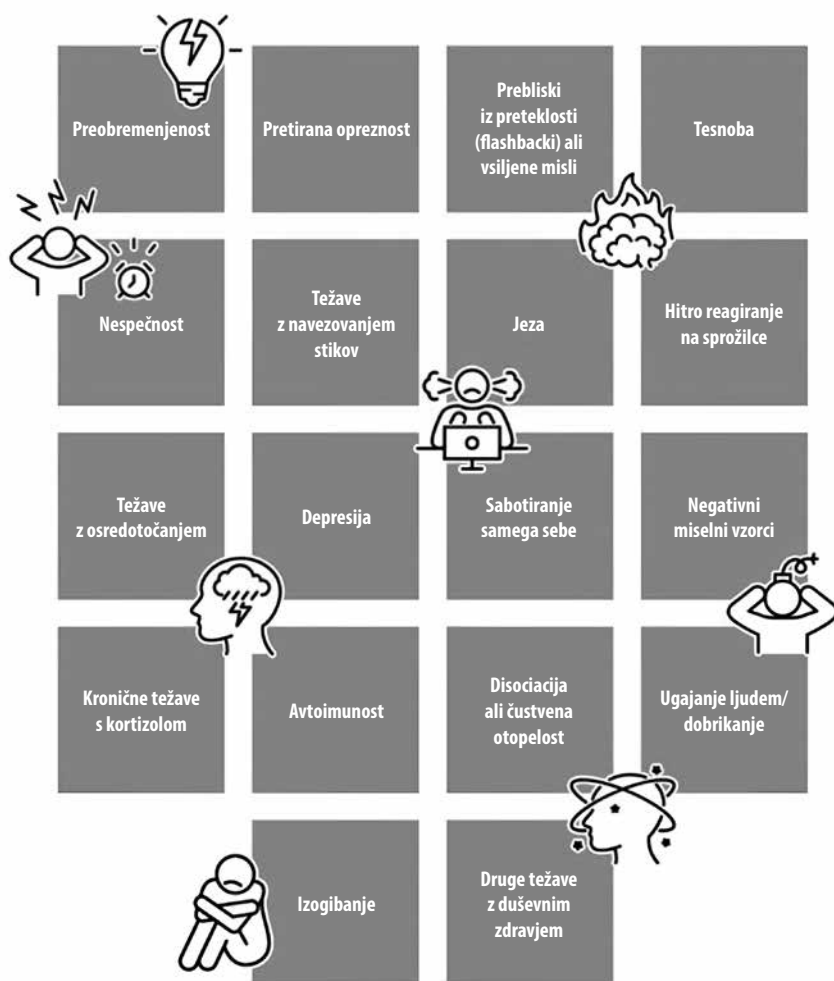 Preobremenjenost
Pretirana opreznost
Prebliski
iz preteklosti
(flashbacki) ali
vsiljene misli
Tesnoba
Nespečnost
Težave
z navezovanjem
stikov
Jeza
Hitro reagiranje
na sprožilce
Težave
z osredotočanjem
Depresija
Sabotiranje
samega sebe
Negativni
miselni vzorci
Kronične težave
s kortizolom
Avtoimunost
Disociacija
ali čustvena
otopelost
Ugajanje ljudem/
dobrikanje
Izogibanje
Druge težave
z duševnim
zdravjem